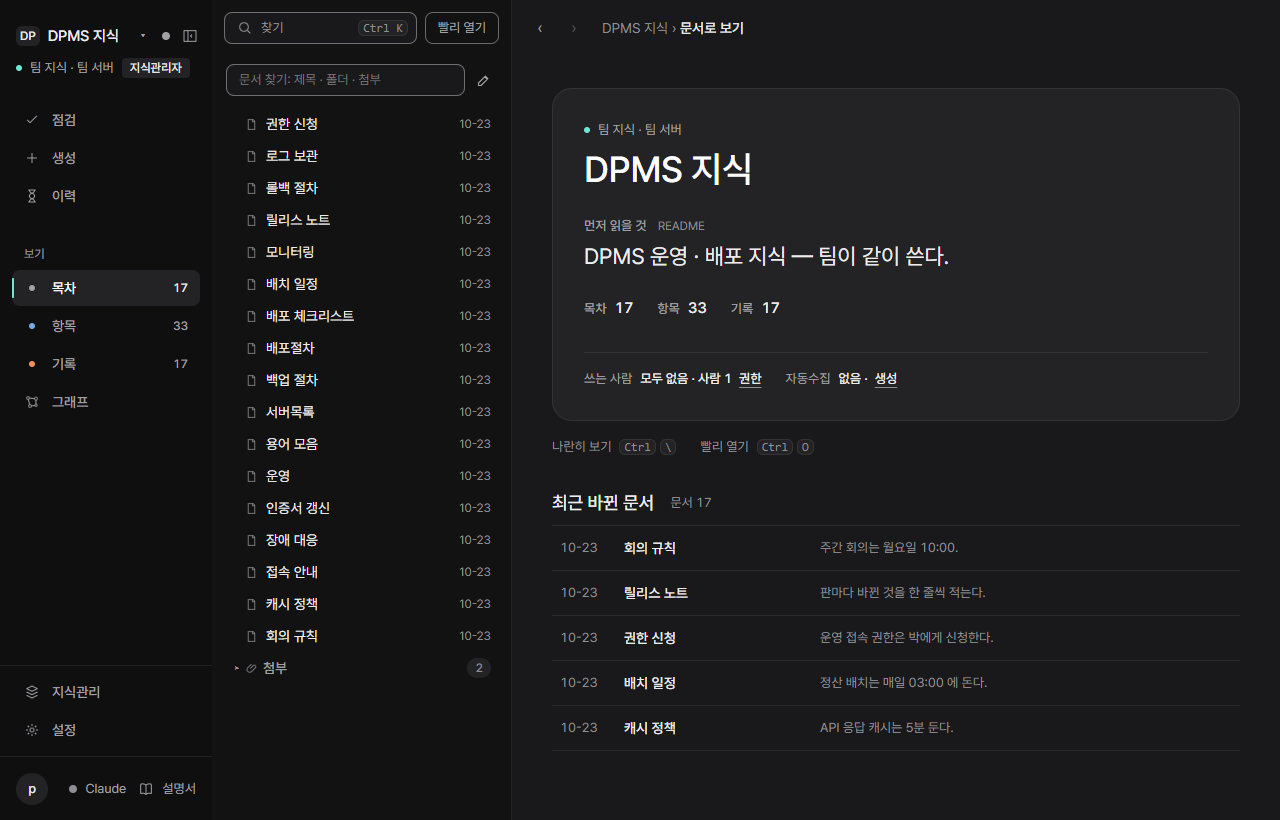 DP DPMS 지식
팀 지식 · 팀 서버 지식관리자
점검
생성
이력
보기
목차 17
항목 33
기록 17
그래프
지식관리
설정
p Claude 설명서
찾기 Ctrl K 빨리 열기
문서 찾기: 제목 · 폴더 · 첨부
권한 신청 10-23
로그 보관 10-23
롤백 절차 10-23
릴리스 노트 10-23
모니터링 10-23
배치 일정 10-23
배포 체크리스트 10-23
배포절차 10-23
백업 절차 10-23
서버목록 10-23
용어 모음 10-23
운영 10-23
인증서 갱신 10-23
장애 대응 10-23
접속 안내 10-23
캐시 정책 10-23
회의 규칙 10-23
첨부 2
‹ › DPMS 지식 › 문서로 보기
팀 지식 · 팀 서버
DPMS 지식
먼저 읽을 것 README
DPMS 운영 · 배포 지식 — 팀이 같이 쓴다.
목차 17 항목 33 기록 17
쓰는 사람 모두 없음 · 사람 1 권한 자동수집 없음 · 생성
나란히 보기 Ctrl \ 빨리 열기 Ctrl O
최근 바뀐 문서 문서 17
10-23 회의 규칙 주간 회의는 월요일 10:00.
10-23 릴리스 노트 판마다 바뀐 것을 한 줄씩 적는다.
10-23 권한 신청 운영 접속 권한은 박에게 신청한다.
10-23 배치 일정 정산 배치는 매일 03:00 에 돈다.
10-23 캐시 정책 API 응답 캐시는 5분 둔다.